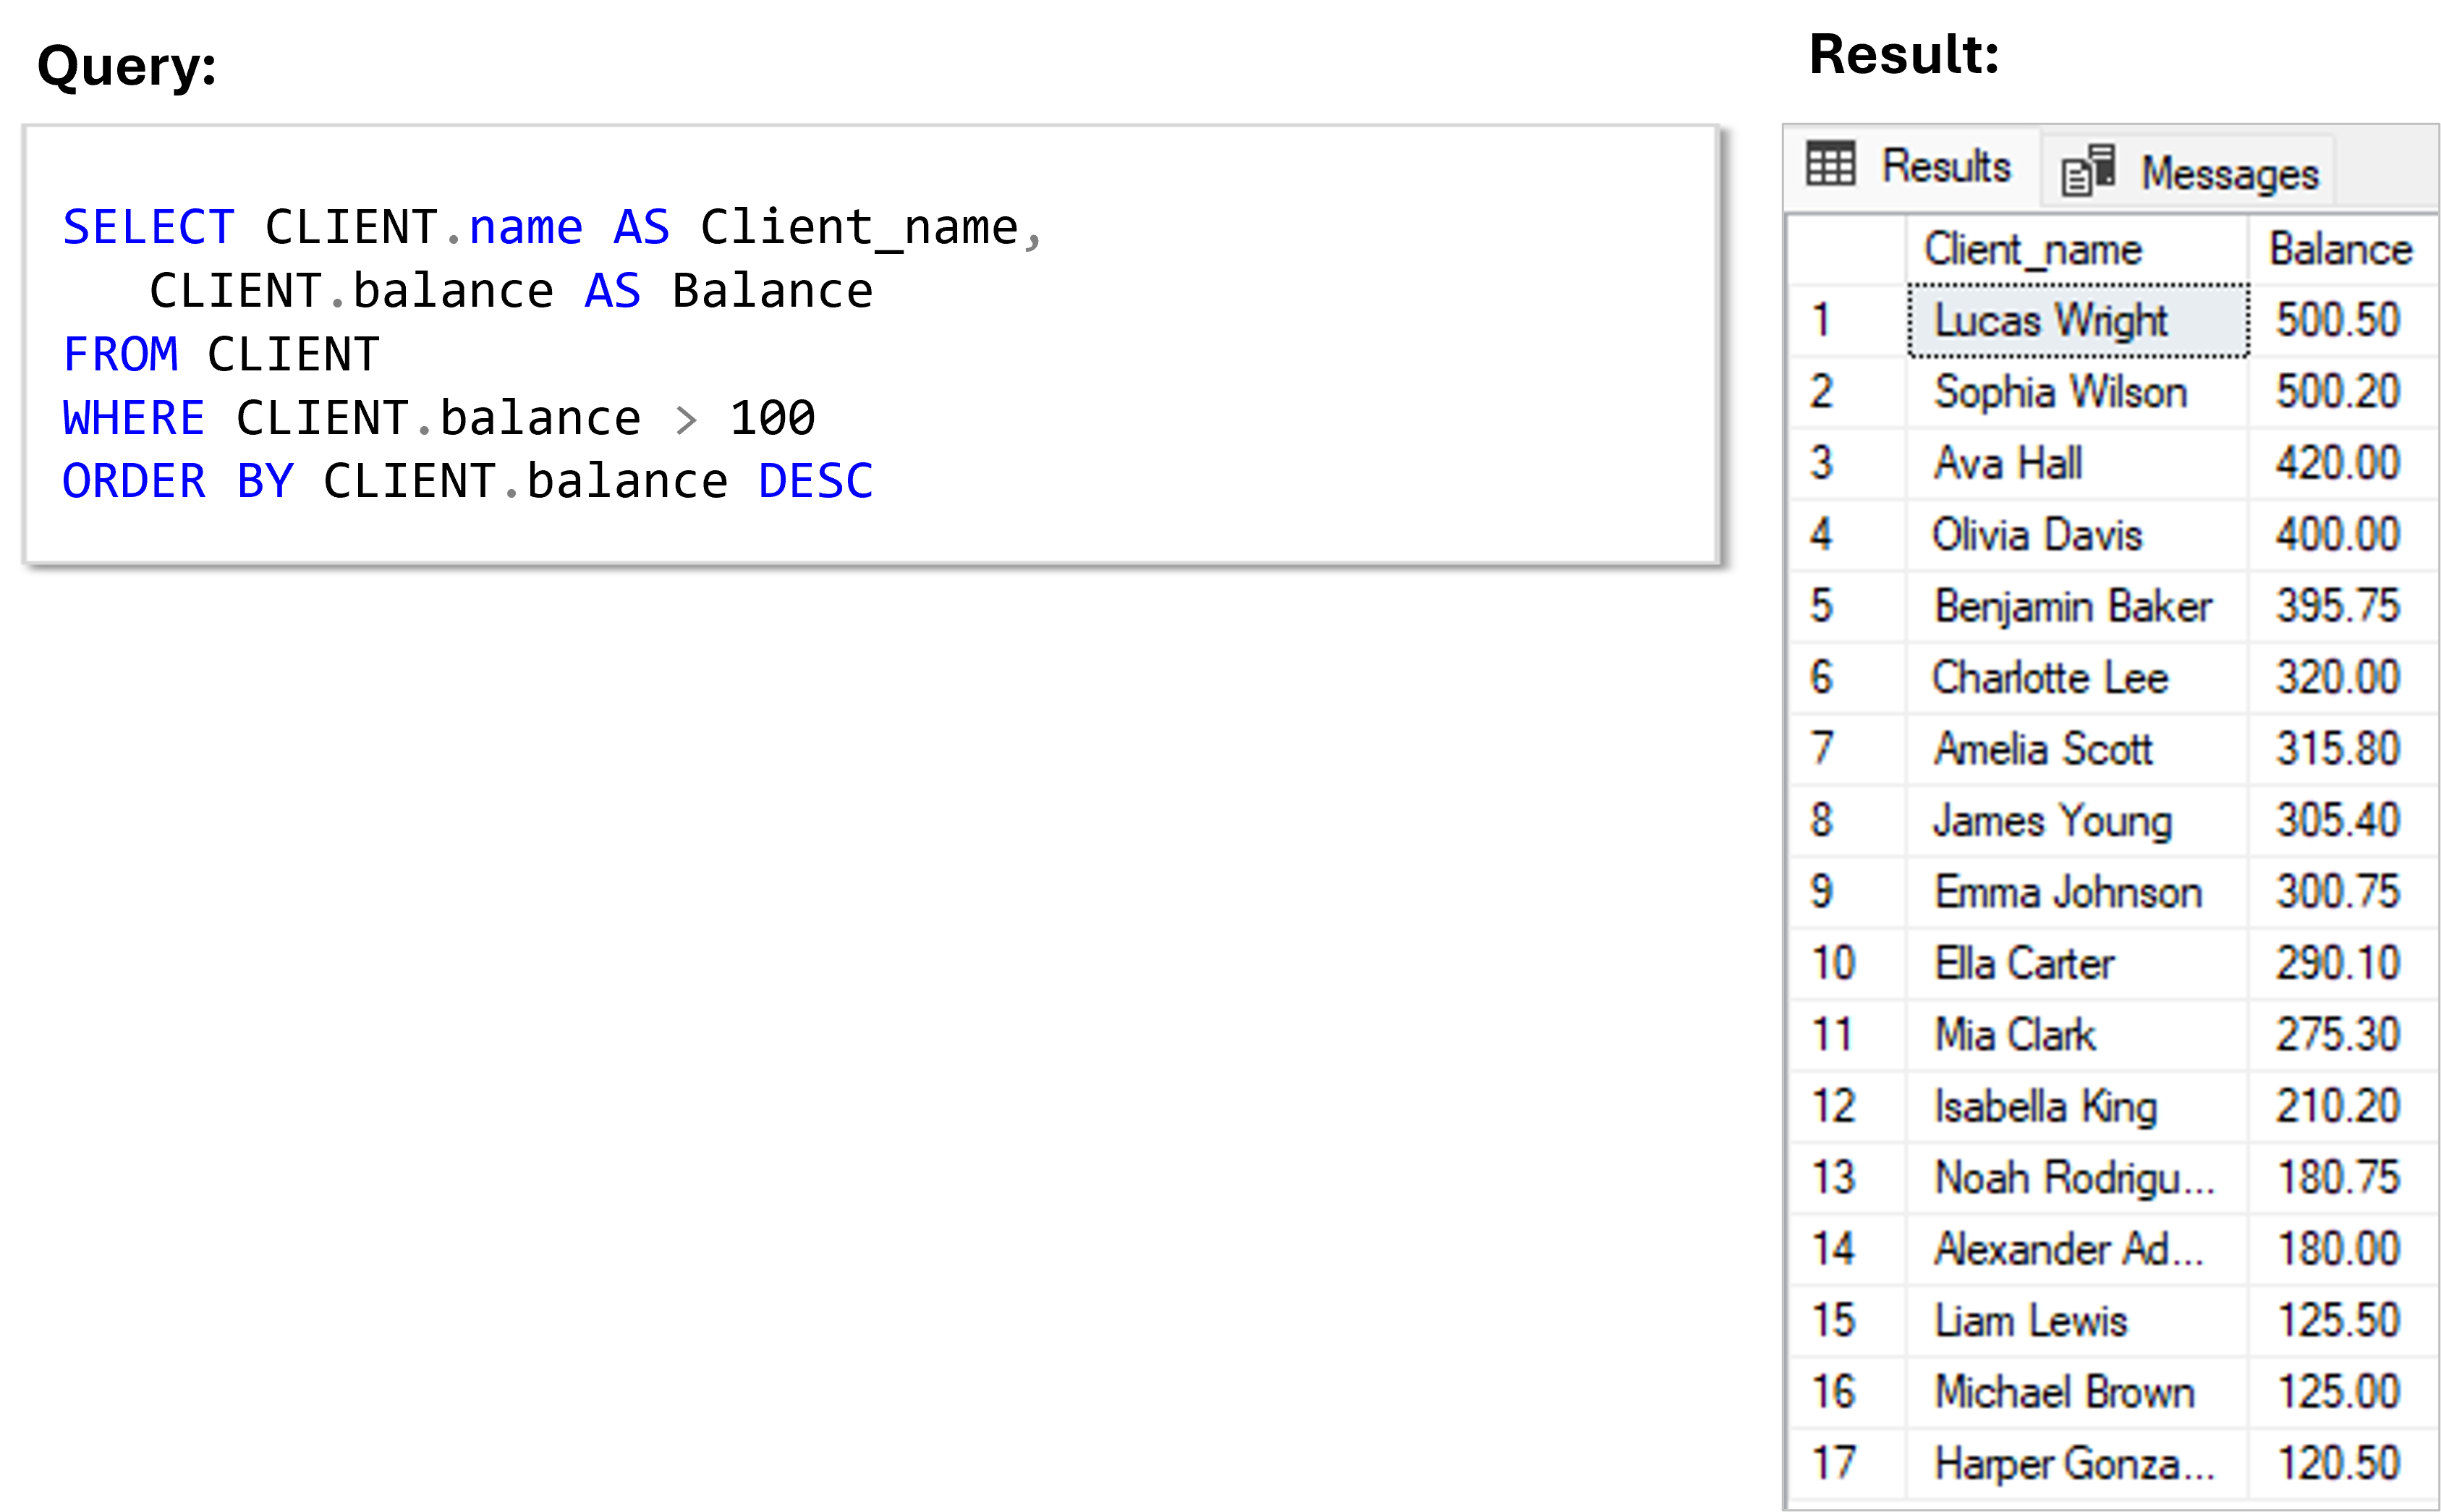 Query:
SELECT CLIENT.name AS Client_name,
CLIENT.balance AS Balance
FROM CLIENT
WHERE CLIENT.balance > 100
ORDER BY CLIENT.balance DESC
Result:
Results Messages
Client_name Balance
1 Lucas Wright 500.50
2 Sophia Wilson 500.20
3 Ava Hall 420.00
4 Olivia Davis 400.00
5 Benjamin Baker 395.75
6 Charlotte Lee 320.00
7 Amelia Scott 315.80
8 James Young 305.40
9 Emma Johnson 300.75
10 Ella Carter 290.10
11 Mia Clark 275.30
12 Isabella King 210.20
13 Noah Rodrigu... 180.75
14 Alexander Ad... 180.00
15 Liam Lewis 125.50
16 Michael Brown 125.00
17 Harper Gonza... 120.50